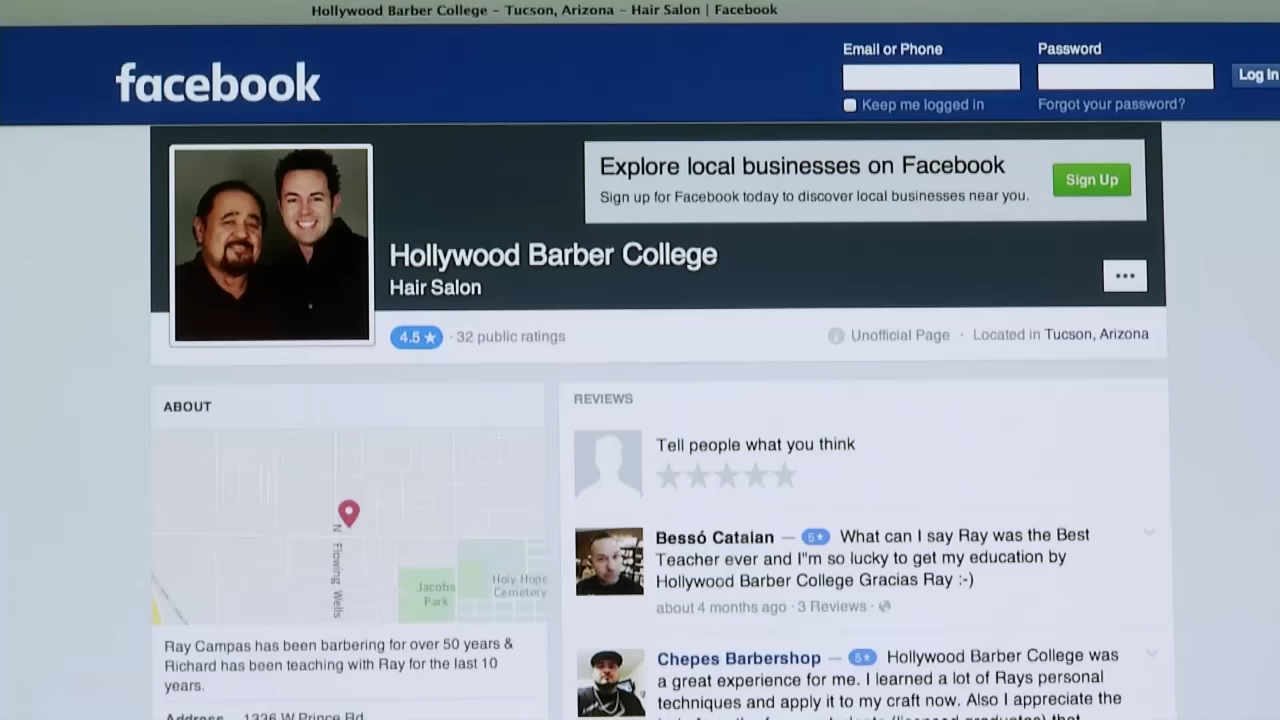 Hollywood Barber College – Tucson, Arizona – Hair Salon | Facebook
facebook
Email or Phone
Password
Log In
Keep me logged in
Forgot your password?
Explore local businesses on Facebook
Sign up for Facebook today to discover local businesses near you.
Sign Up
Hollywood Barber College
Hair Salon
4.5★ · 32 public ratings
Unofficial Page · Located in Tucson, Arizona
ABOUT
N Flowing Wells
Jacobs
Park
Holy Hope
Cemetery
Ray Campas has been barbering for over 50 years &
Richard has been teaching with Ray for the last 10
years.
Address 1336 W Prince Rd
REVIEWS
Tell people what you think
Bessó Catalan — 5★ What can I say Ray was the Best
Teacher ever and I"m so lucky to get my education by
Hollywood Barber College Gracias Ray :-)
about 4 months ago · 3 Reviews ·
Chepes Barbershop — 5★ Hollywood Barber College was
a great experience for me. I learned a lot of Rays personal
techniques and apply it to my craft now. Also I appreciate the